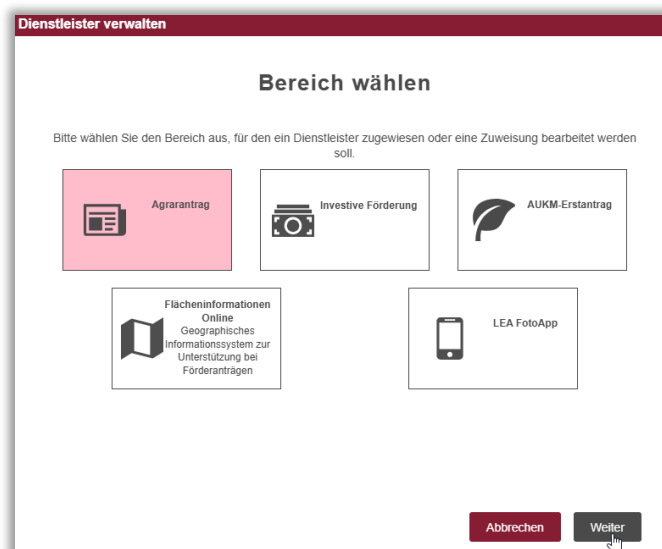 Dienstleister verwalten
Bereich wählen
Bitte wählen Sie den Bereich aus, für den ein Dienstleister zugewiesen oder eine Zuweisung bearbeitet werden
soll.
Agrarantrag
Investive Förderung
AUKM-Erstantrag
Flächeninformationen
Online
Geographisches
Informationssystem zur
Unterstützung bei
Förderanträgen
LEA FotoApp
Abbrechen
Weiter